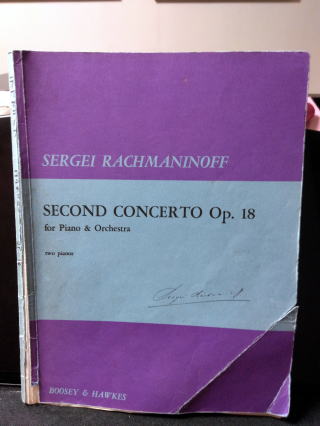 SERGEI RACHMANINOFF
SECOND CONCERTO Op. 18
for Piano & Orchestra
two pianos
BOOSEY & HAWKES